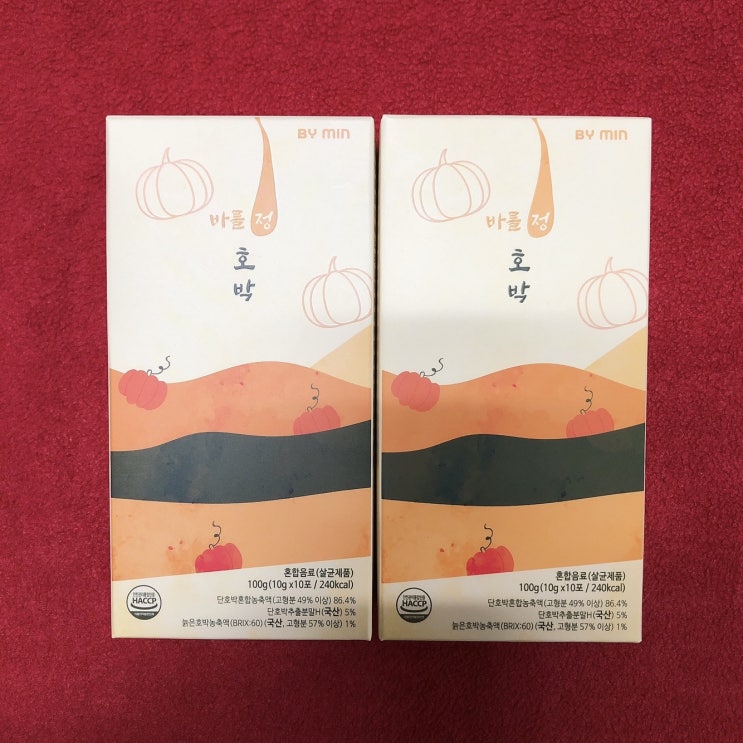 BY MIN
바를 정
호
박
혼합음료(살균제품)
100g(10g x10포 / 240kcal)
단호박혼합농축액(고형분 49% 이상) 86.4%
단호박추출분말H(국산) 5%
늙은호박농축액(BRIX:60) (국산, 고형분 57% 이상) 1%
HACCP
BY MIN
바를 정
호
박
혼합음료(살균제품)
100g(10g x10포 / 240kcal)
단호박혼합농축액(고형분 49% 이상) 86.4%
단호박추출분말H(국산) 5%
늙은호박농축액(BRIX:60) (국산, 고형분 57% 이상) 1%
HACCP